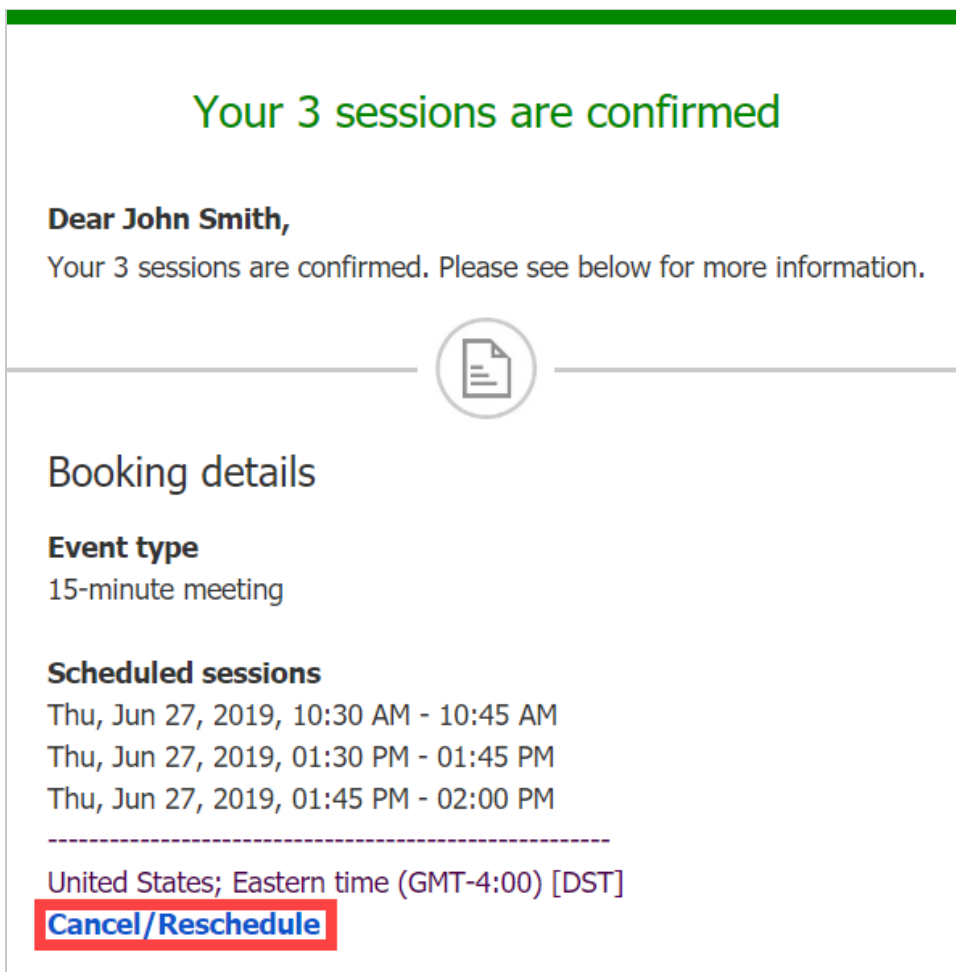 Your 3 sessions are confirmed
Dear John Smith,
Your 3 sessions are confirmed. Please see below for more information.
Booking details
Event type
15-minute meeting
Scheduled sessions
Thu, Jun 27, 2019, 10:30 AM - 10:45 AM
Thu, Jun 27, 2019, 01:30 PM - 01:45 PM
Thu, Jun 27, 2019, 01:45 PM - 02:00 PM
-------------------------------------------------------
United States; Eastern time (GMT-4:00) [DST]
Cancel/Reschedule